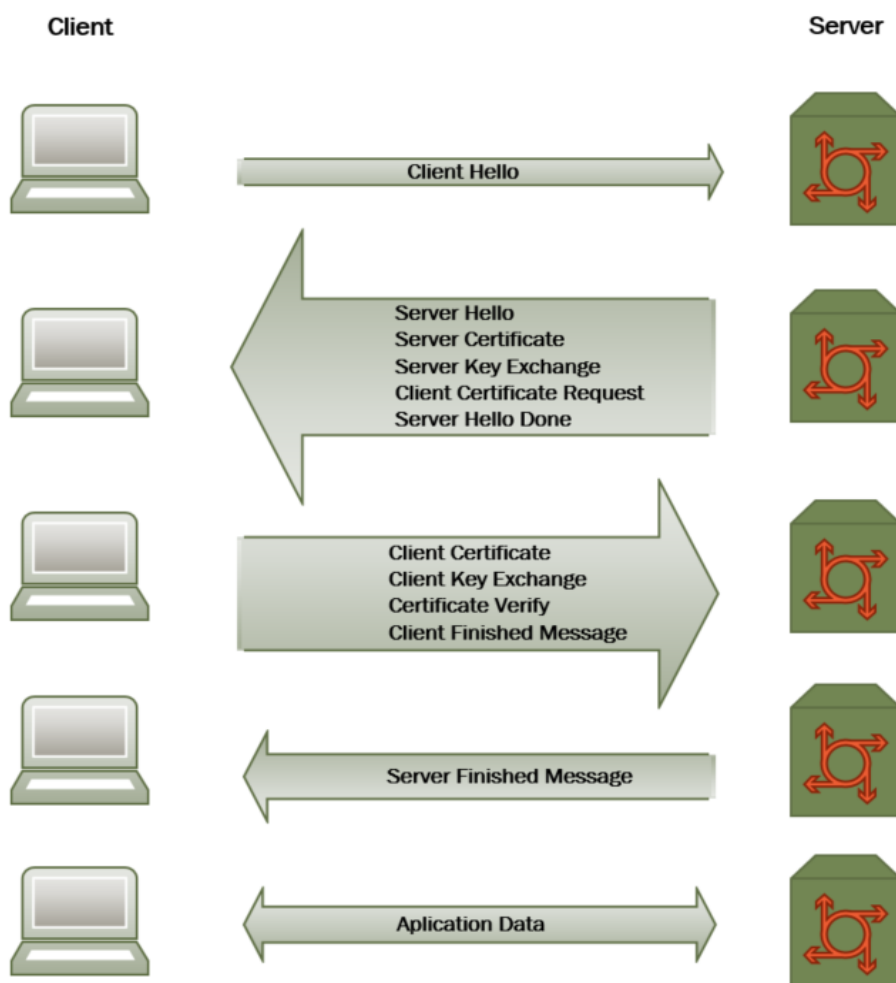 Client
Server
Client Hello
Server Hello
Server Certificate
Server Key Exchange
Client Certificate Request
Server Hello Done
Client Certificate
Client Key Exchange
Certificate Verify
Client Finished Message
Server Finished Message
Aplication Data